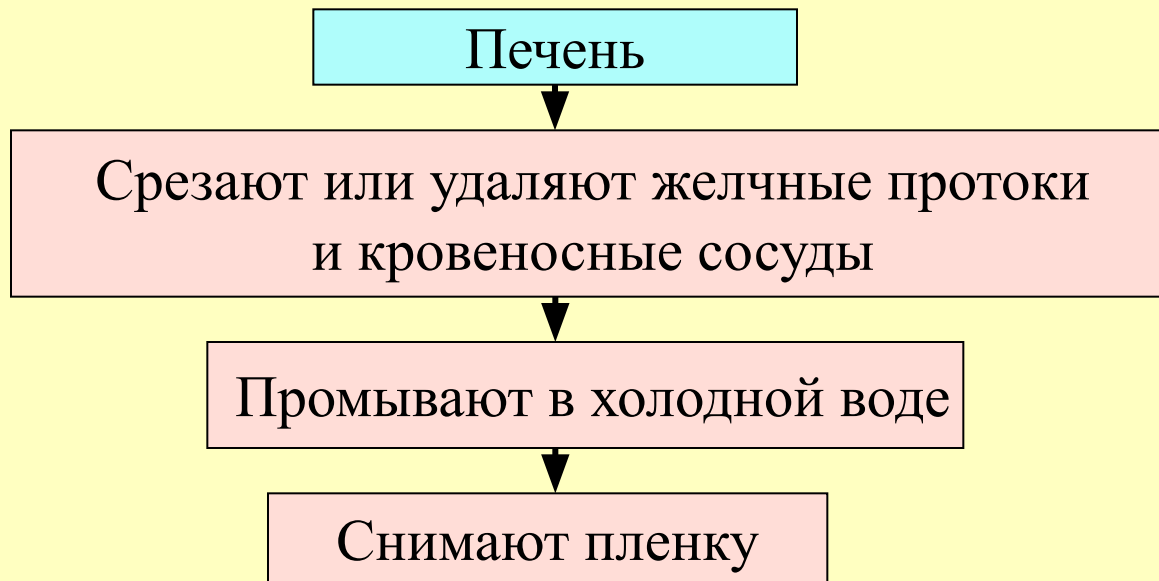 Печень
Срезают или удаляют желчные протоки
и кровеносные сосуды
Промывают в холодной воде
Снимают пленку